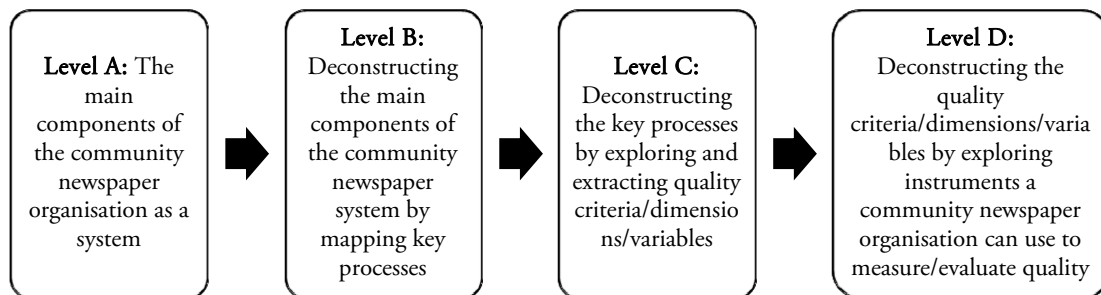 Level A: The
main
components of
the community
newspaper
organisation as a
system
Level B:
Deconstructing
the main
components of
the community
newspaper
system by
mapping key
processes
Level C:
Deconstructing
the key processes
by exploring and
extracting quality
criteria/dimensio
ns/variables
Level D:
Deconstructing the
quality
criteria/dimensions/varia
bles by exploring
instruments a
community newspaper
organisation can use to
measure/evaluate quality